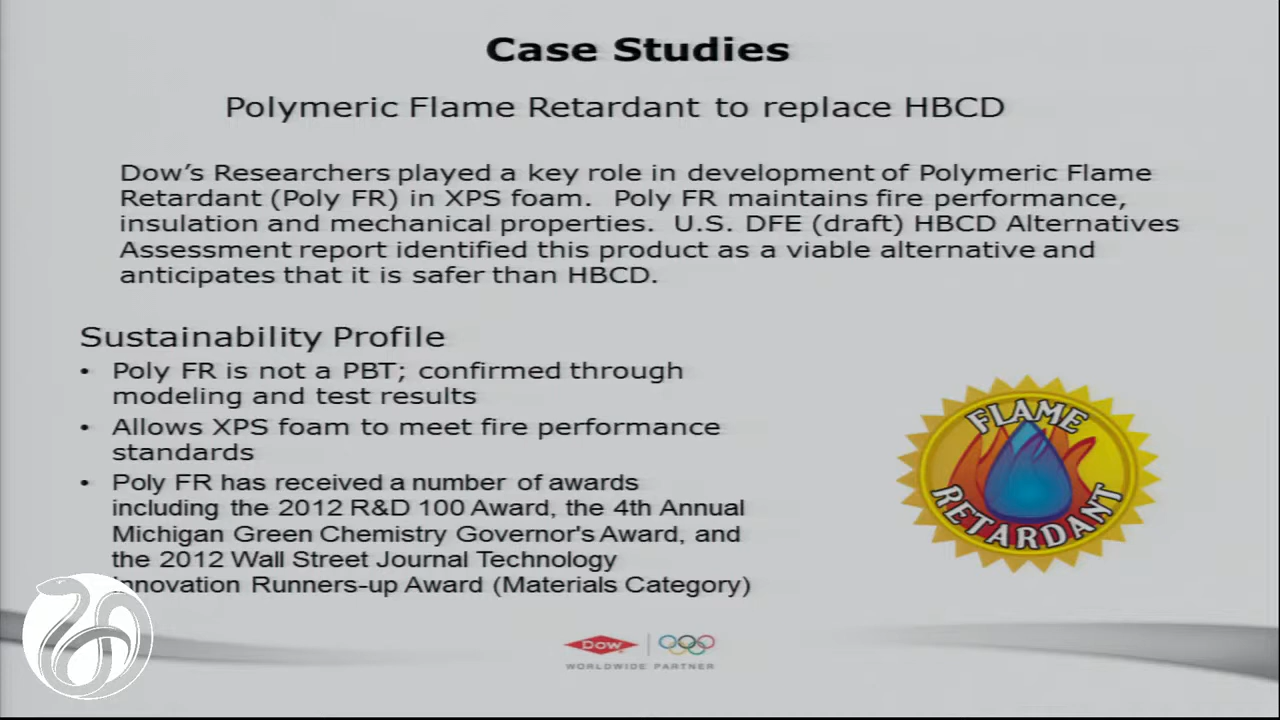 Case Studies
Polymeric Flame Retardant to replace HBCD
Dow's Researchers played a key role in development of Polymeric Flame
Retardant (Poly FR) in XPS foam.  Poly FR maintains fire performance,
insulation and mechanical properties.  U.S. DFE (draft) HBCD Alternatives
Assessment report identified this product as a viable alternative and
anticipates that it is safer than HBCD.
Sustainability Profile
• Poly FR is not a PBT; confirmed through
modeling and test results
• Allows XPS foam to meet fire performance
standards
• Poly FR has received a number of awards
including the 2012 R&D 100 Award, the 4th Annual
Michigan Green Chemistry Governor's Award, and
the 2012 Wall Street Journal Technology
Innovation Runners-up Award (Materials Category)
FLAME
RETARDANT
Dow
WORLDWIDE PARTNER